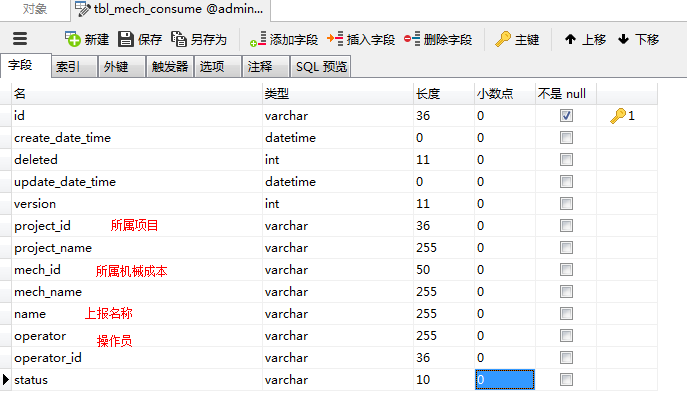 对象 tbl_mech_consume @admin...
新建 保存 另存为 添加字段 插入字段 删除字段 主键 上移 下移
字段 索引 外键 触发器 选项 注释 SQL 预览
名 类型 长度 小数点 不是 null
id varchar 36 0 1
create_date_time datetime 0 0
deleted int 11 0
update_date_time datetime 0 0
version int 11 0
project_id 所属项目 varchar 36 0
project_name varchar 255 0
mech_id 所属机械成本 varchar 50 0
mech_name varchar 255 0
name 上报名称 varchar 255 0
operator 操作员 varchar 255 0
operator_id varchar 36 0
status varchar 10 0